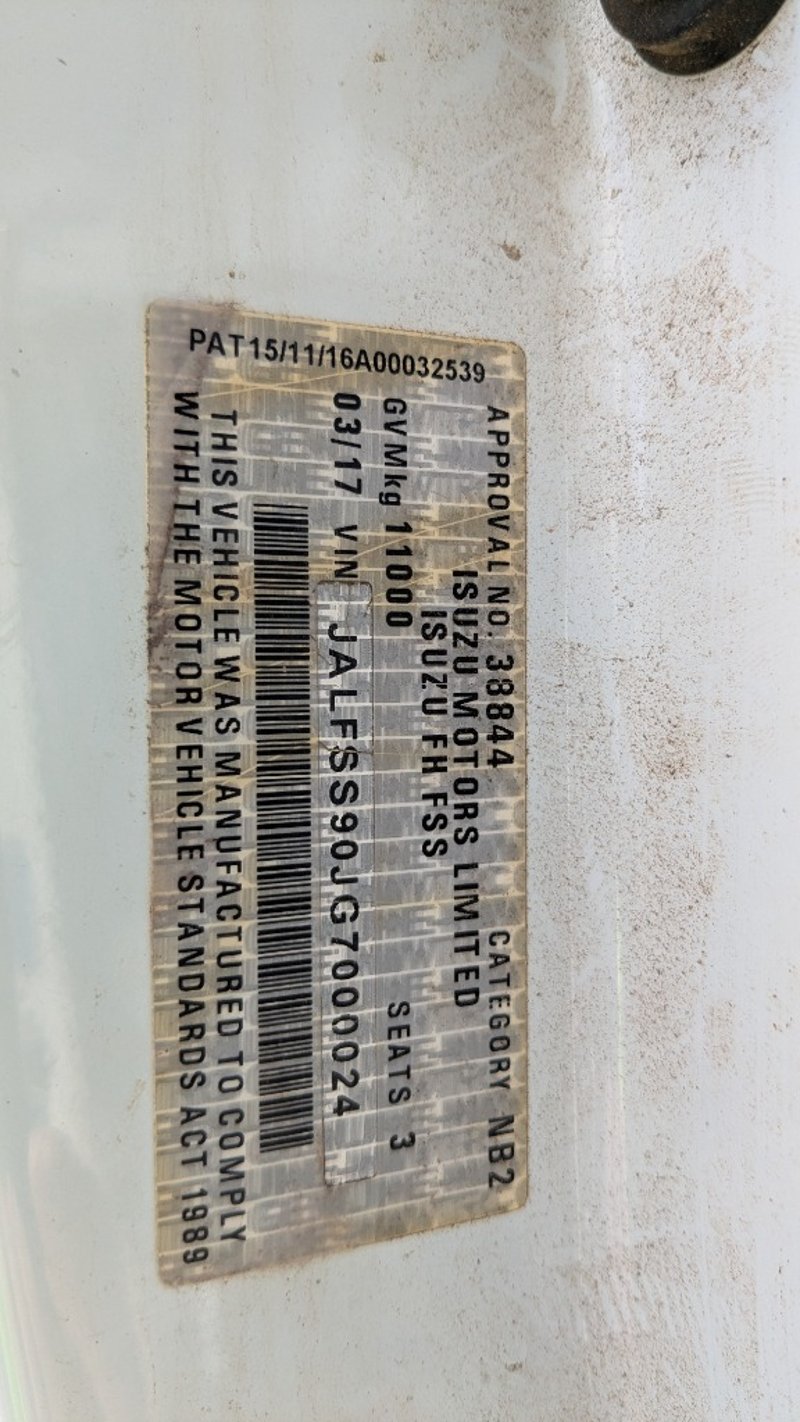 APPROVAL NO. 38844 CATEGORY NB2
ISUZU MOTORS LIMITED
ISUZU FH FSS
GVMkg 11000 SEATS 3
03/17 VIN JALFSS90JG7000024
THIS VEHICLE WAS MANUFACTURED TO COMPLY
WITH THE MOTOR VEHICLE STANDARDS ACT 1989
PAT15/11/16A00032539